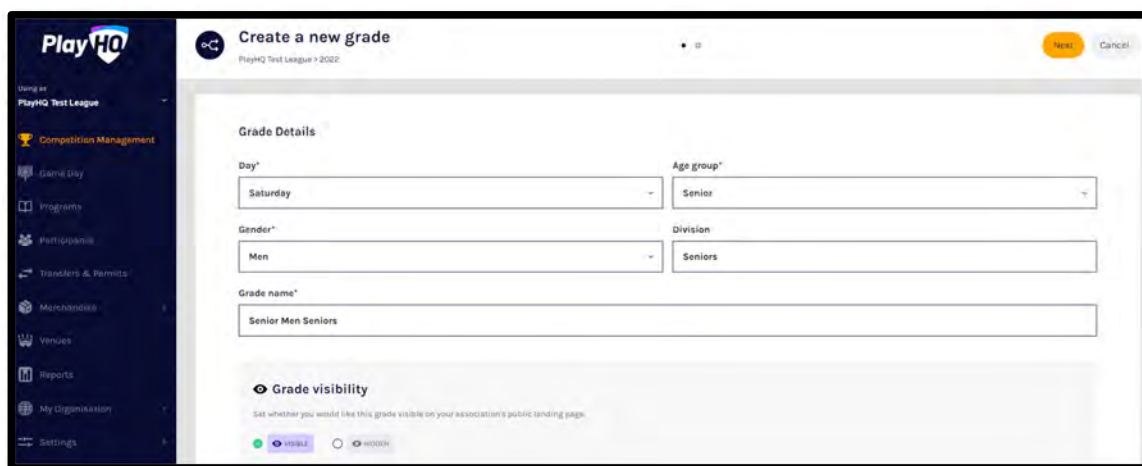 PlayHQ
Create a new grade
PlayHQ Test League > 2022
Next
Cancel
Using as
PlayHQ Test League
Competition Management
Game Day
Programs
Participants
Transfers & Permits
Merchandise
Venues
Reports
My Organisation
Settings
Grade Details
Day*
Age group*
Saturday
Senior
Gender*
Division
Men
Seniors
Grade name*
Senior Men Seniors
Grade visibility
Set whether you would like this grade visible on your association's public landing page.
VISIBLE
HIDDEN